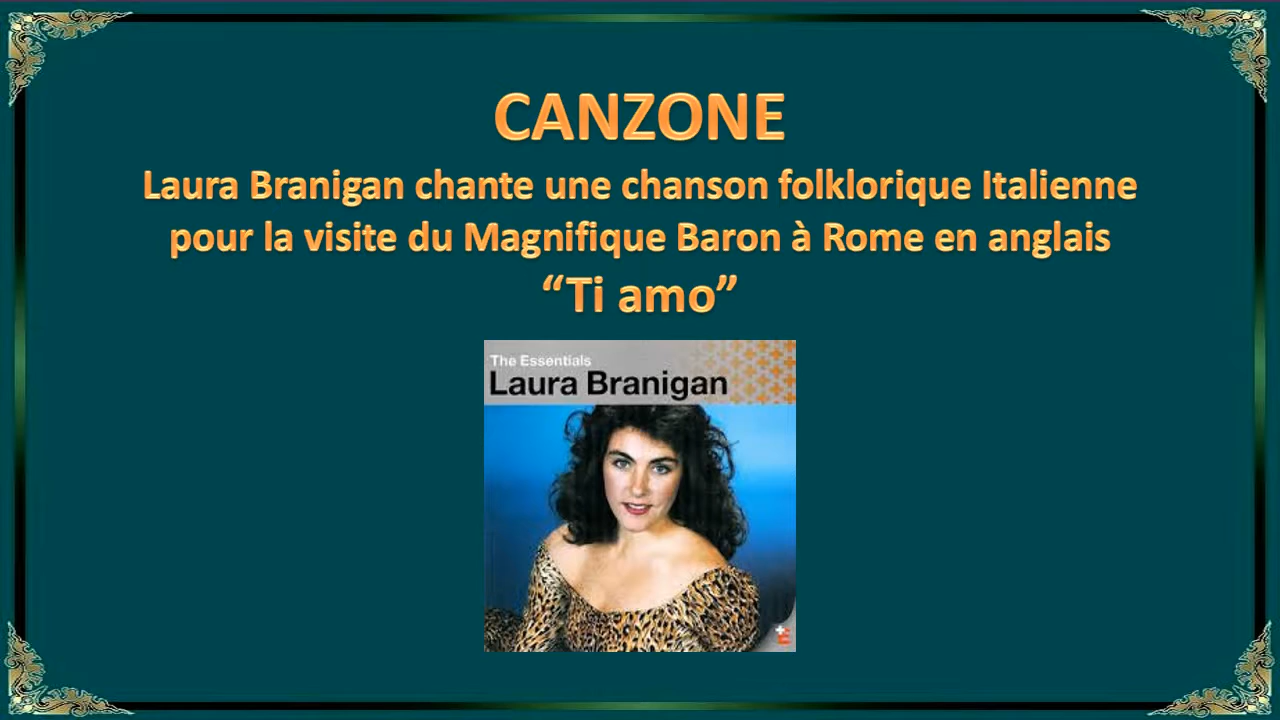 CANZONE
Laura Branigan chante une chanson folklorique Italienne
pour la visite du Magnifique Baron à Rome en anglais
“Ti amo”
The Essentials
Laura Branigan